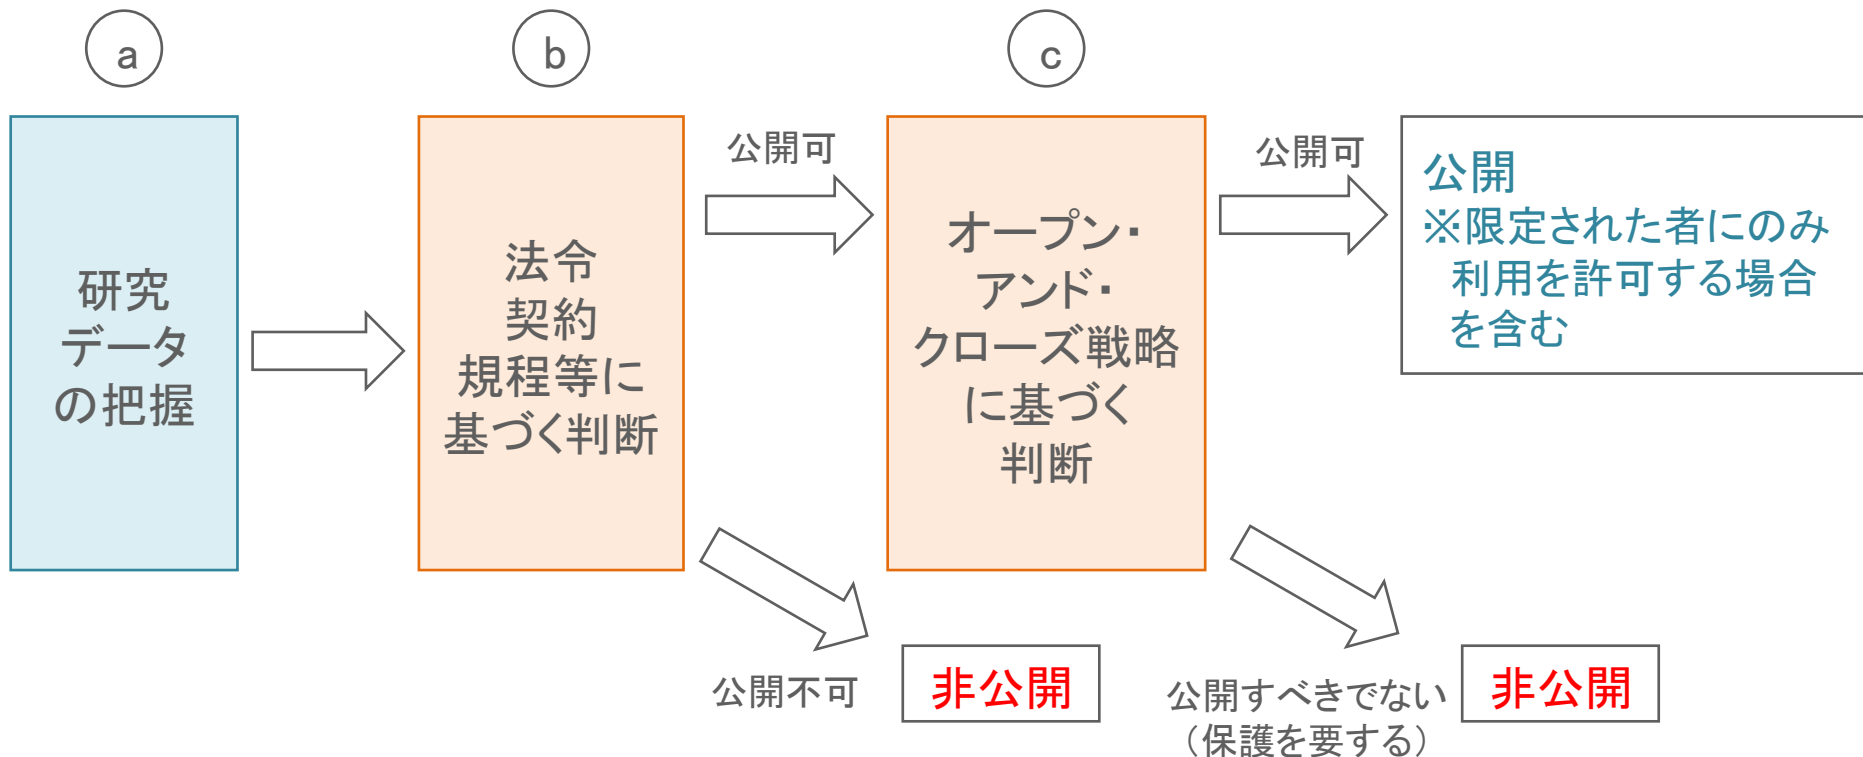 a
研究
データ
の把握
b
法令
契約
規程等に
基づく判断
公開可
公開不可
非公開
c
オープン・
アンド・
クローズ戦略
に基づく
判断
公開可
公開
※限定された者にのみ
利用を許可する場合
を含む
公開すべきでない
（保護を要する）
非公開